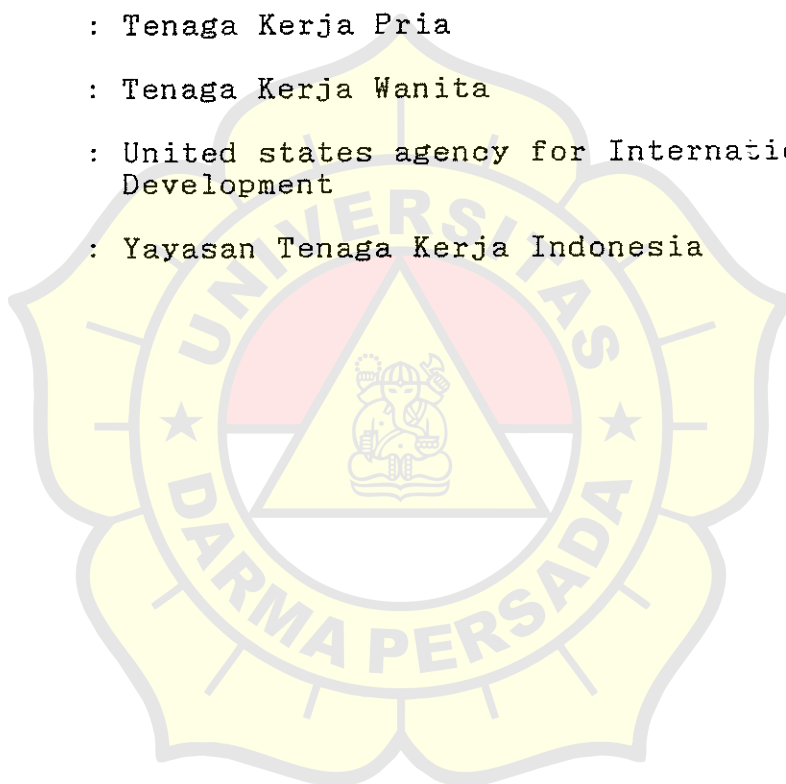 : Tenaga Kerja Pria
: Tenaga Kerja Wanita
: United states agency for
Development
: Yayasan Tenaga Kerja Indonesia
UNIVERSITAS
DARMA PERSADA